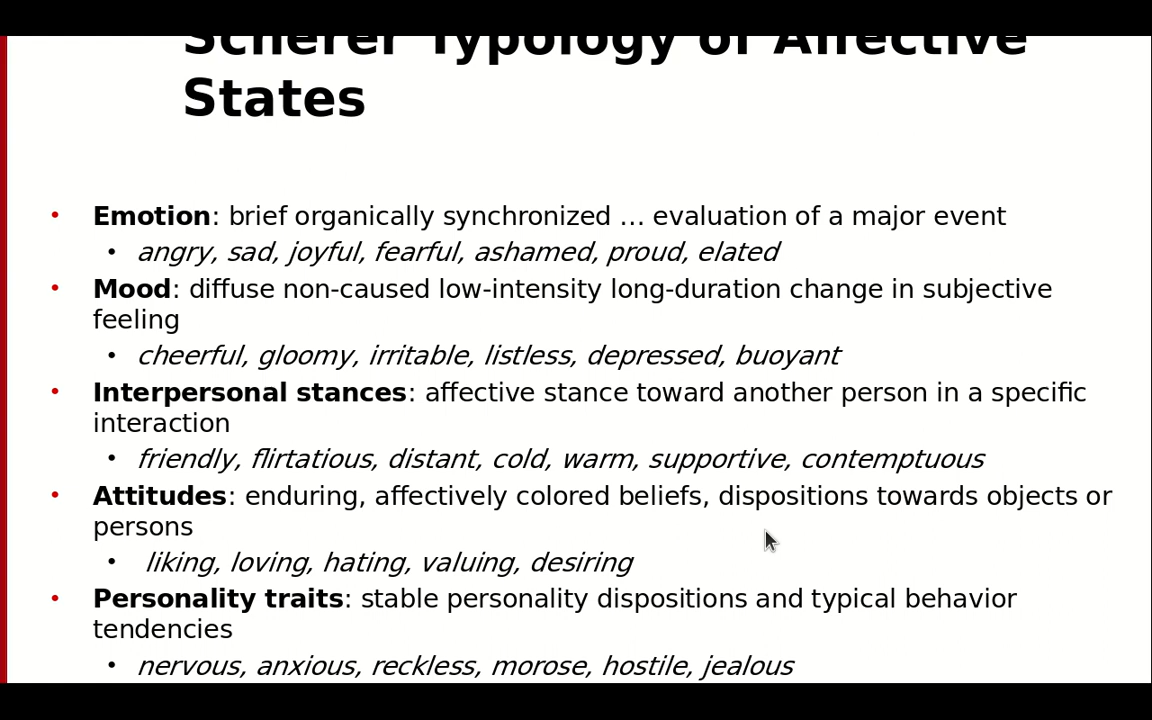 Scherer Typology of Affective
States
• Emotion: brief organically synchronized … evaluation of a major event
• angry, sad, joyful, fearful, ashamed, proud, elated
• Mood: diffuse non-caused low-intensity long-duration change in subjective
feeling
• cheerful, gloomy, irritable, listless, depressed, buoyant
• Interpersonal stances: affective stance toward another person in a specific
interaction
• friendly, flirtatious, distant, cold, warm, supportive, contemptuous
• Attitudes: enduring, affectively colored beliefs, dispositions towards objects or
persons
• liking, loving, hating, valuing, desiring
• Personality traits: stable personality dispositions and typical behavior
tendencies
• nervous, anxious, reckless, morose, hostile, jealous